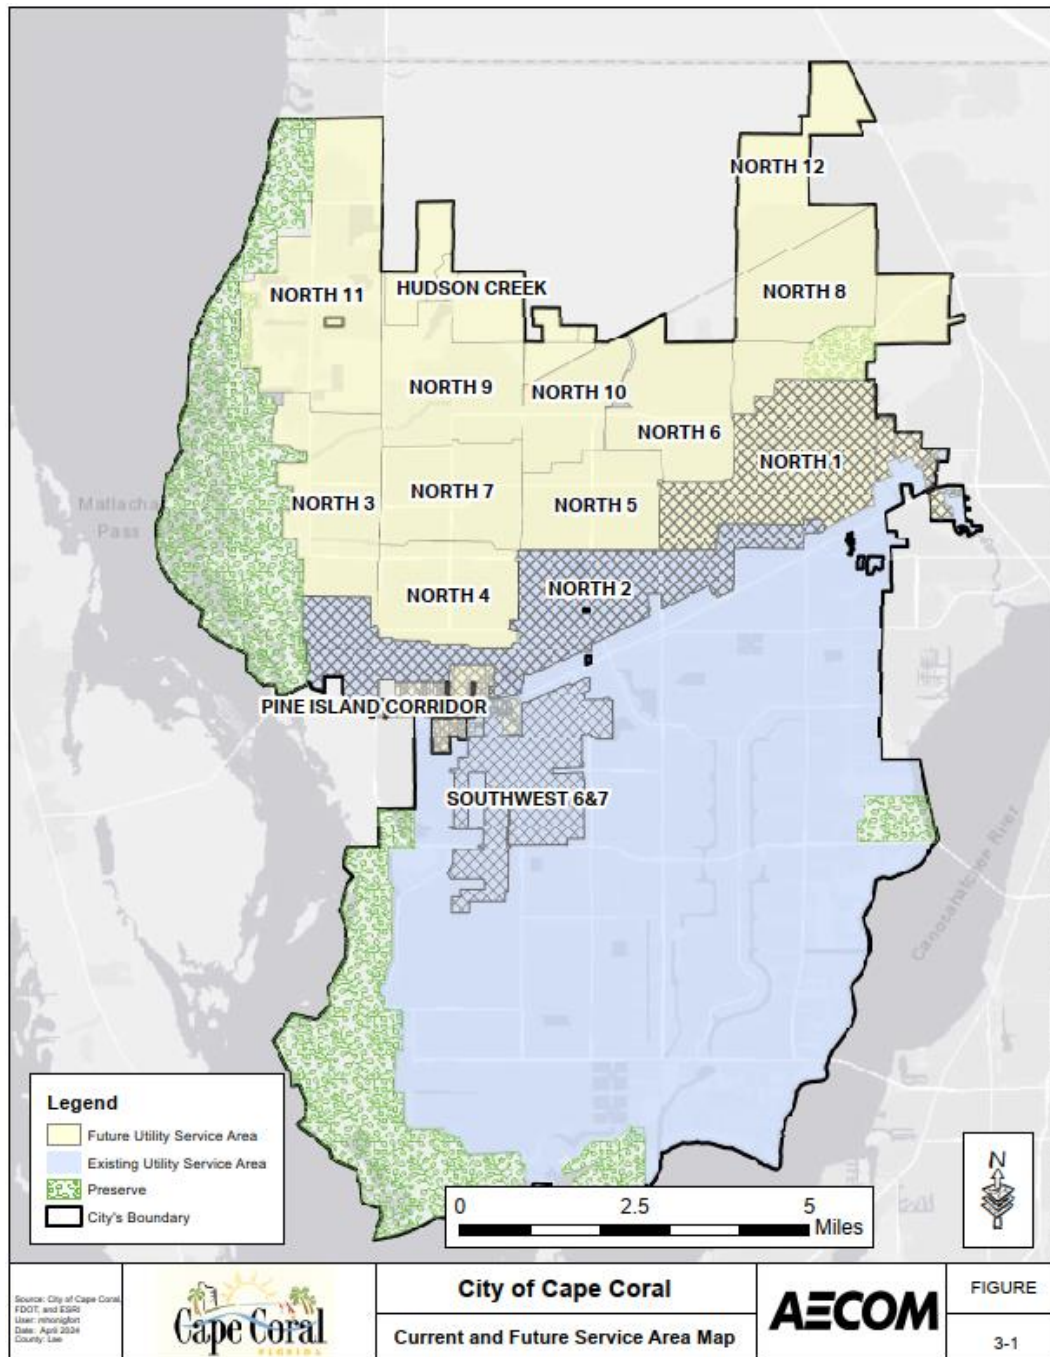 NORTH 12
NORTH 11
HUDSON CREEK
NORTH 8
NORTH 9
NORTH 10
NORTH 6
NORTH 1
NORTH 3
NORTH 7
NORTH 5
Matlacha
Pass
NORTH 4
NORTH 2
PINE ISLAND CORRIDOR
SOUTHWEST 6&7
Caloosahatchee River
Legend
Future Utility Service Area
Existing Utility Service Area
Preserve
City's Boundary
0 2.5 5
Miles
N
Source: City of Cape Coral,
FDOT, and ESRI
User: mhonigfort
Date: April 2024
County: Lee
Cape Coral
FLORIDA
City of Cape Coral
Current and Future Service Area Map
AECOM
FIGURE
3-1